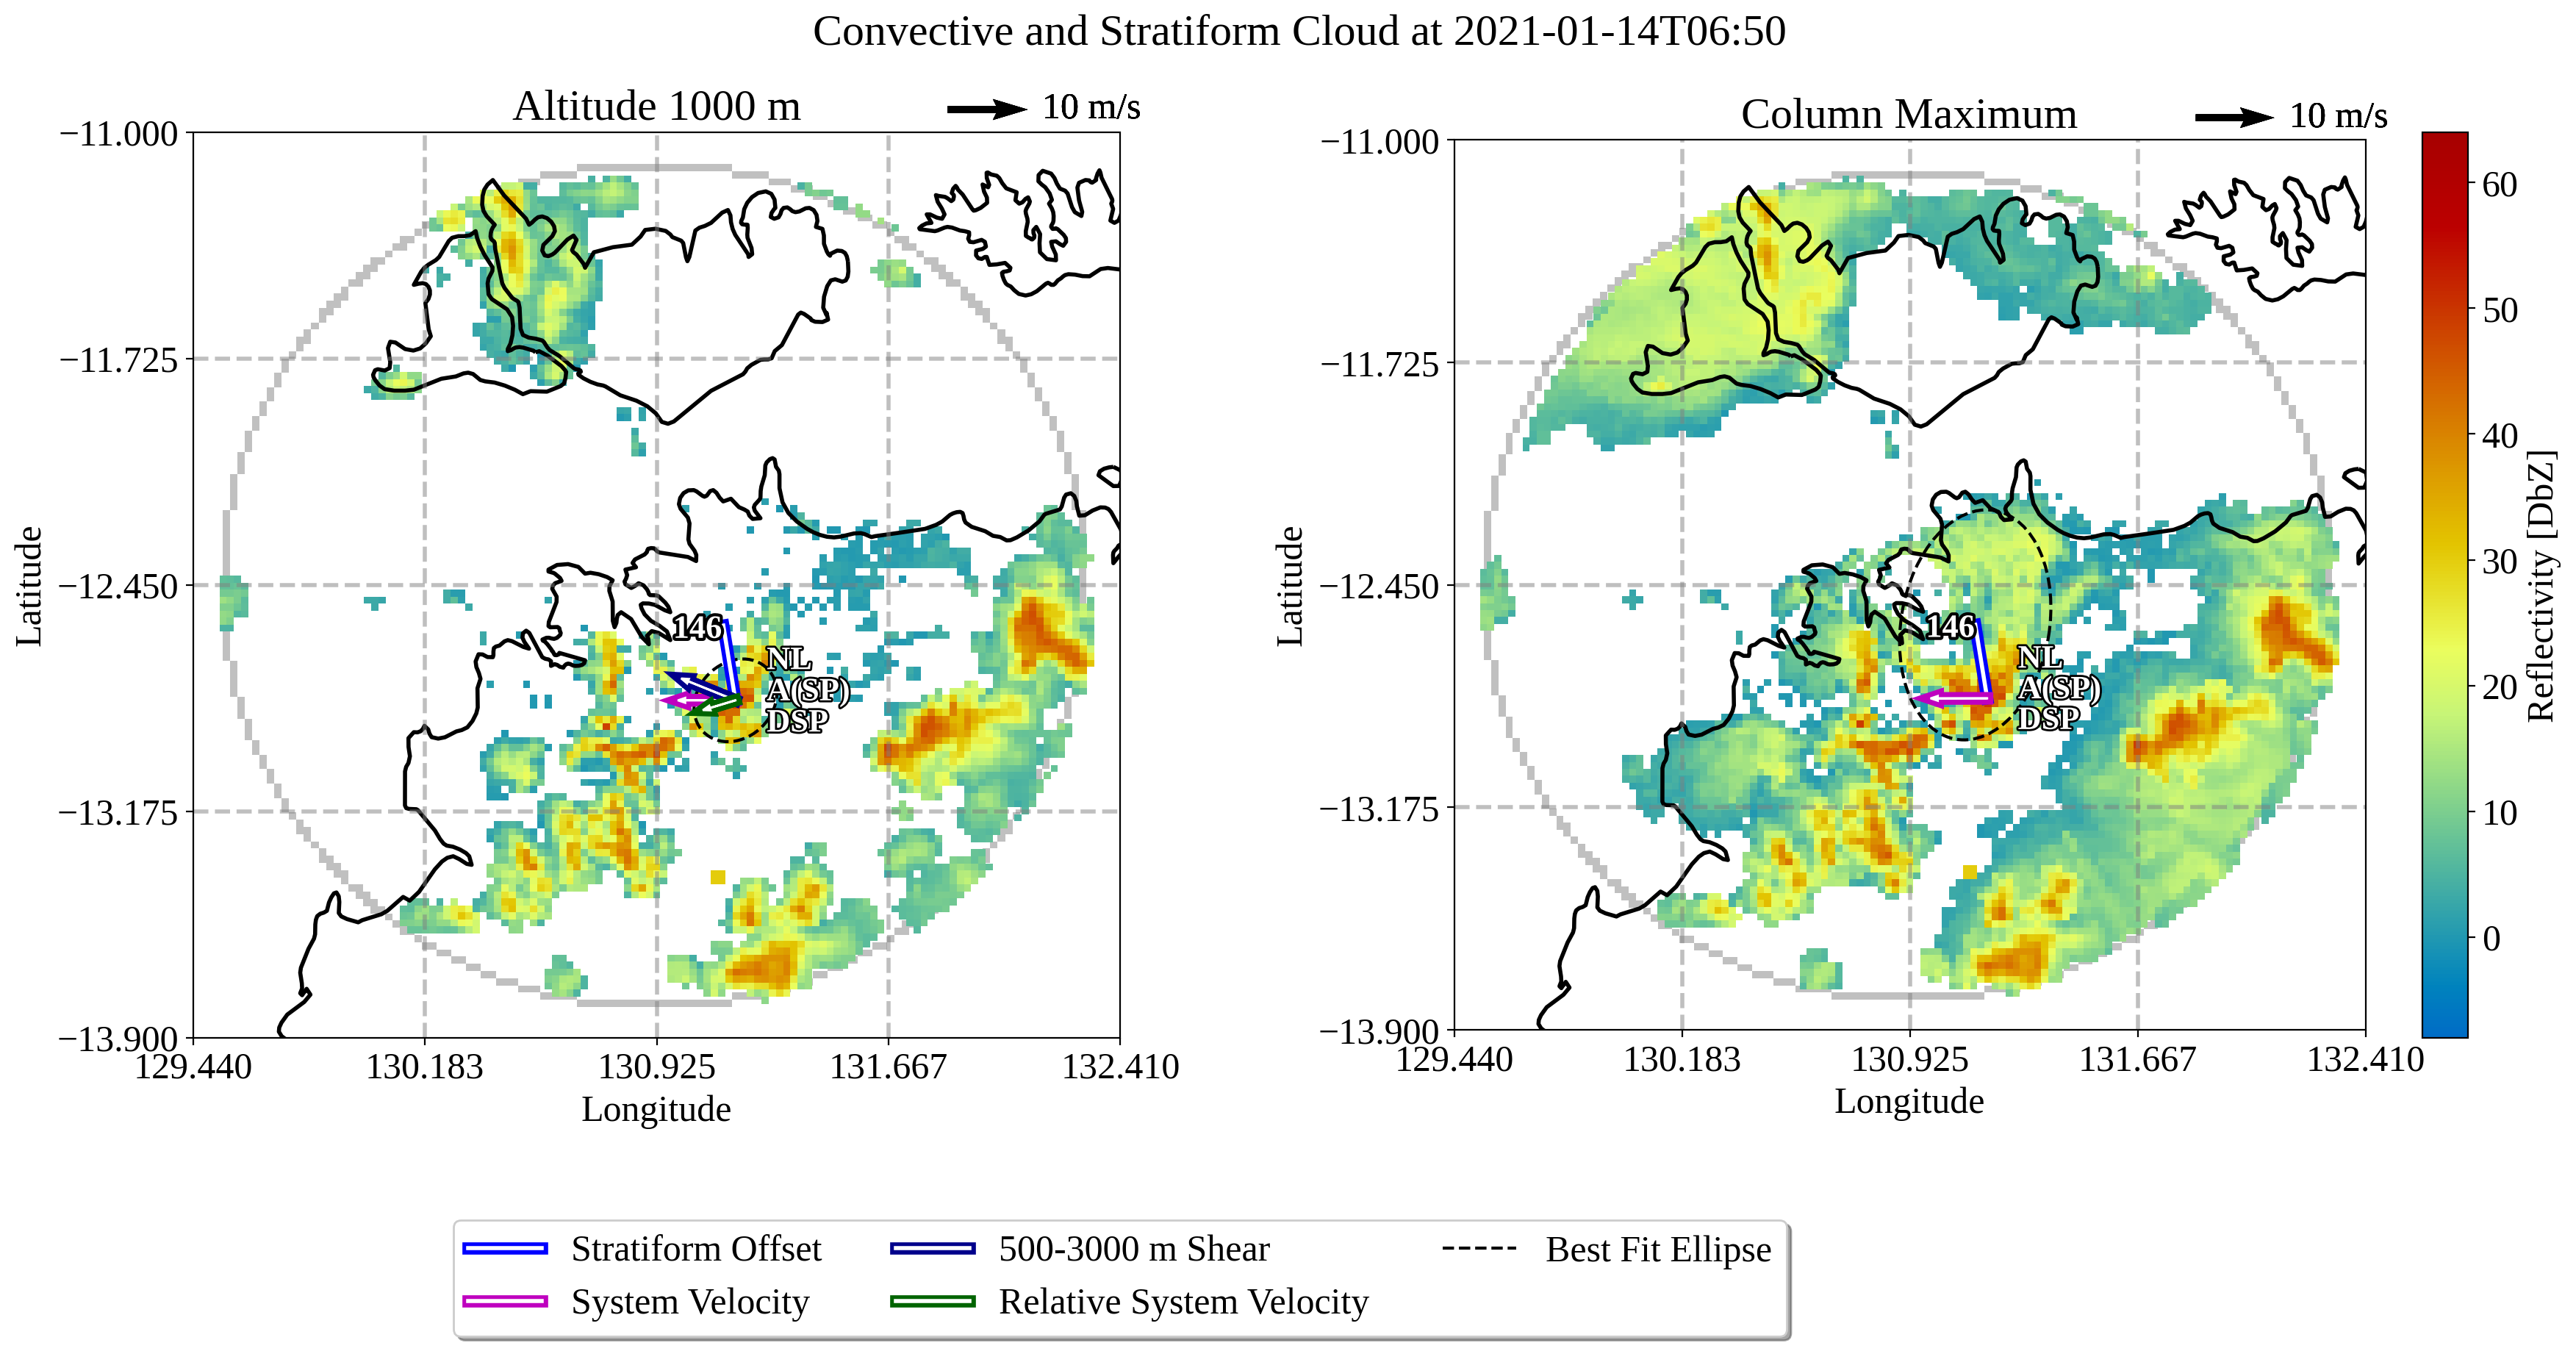 Convective and Stratiform Cloud at 2021-01-14T06:50
Altitude 1000 m
10 m/s
−11.000
−11.725
−12.450
−13.175
−13.900
Latitude
129.440
130.183
130.925
131.667
132.410
Longitude
146
NL
A(SP)
DSP
Column Maximum
10 m/s
−11.000
−11.725
−12.450
−13.175
−13.900
Latitude
129.440
130.183
130.925
131.667
132.410
Longitude
146
NL
A(SP)
DSP
60
50
40
30
20
10
0
Reflectivity [DbZ]
Stratiform Offset
System Velocity
500-3000 m Shear
Relative System Velocity
Best Fit Ellipse